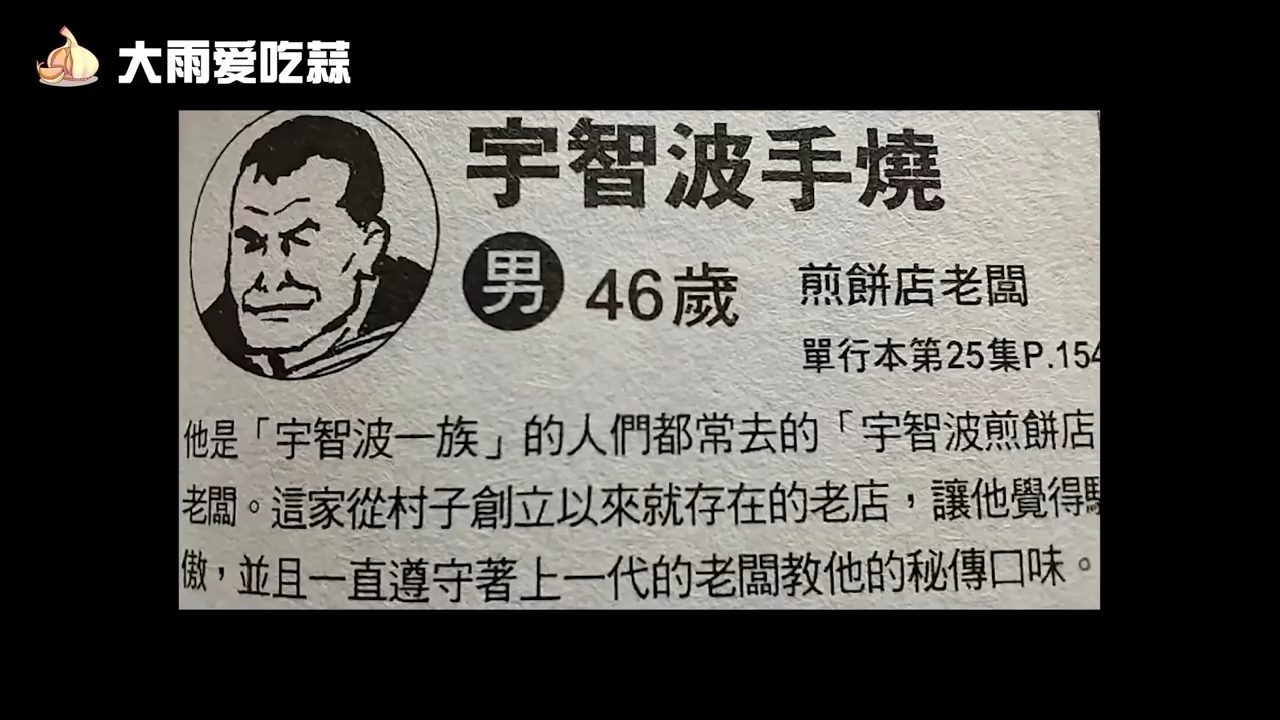 大雨爱吃蒜
宇智波手燒
男 46歲 煎餅店老闆
單行本第25集P.154
他是「宇智波一族」的人們都常去的「宇智波煎餅店
老闆。這家從村子創立以來就存在的老店，讓他覺得
傲，並且一直遵守著上一代的老闆教他的秘傳口味。